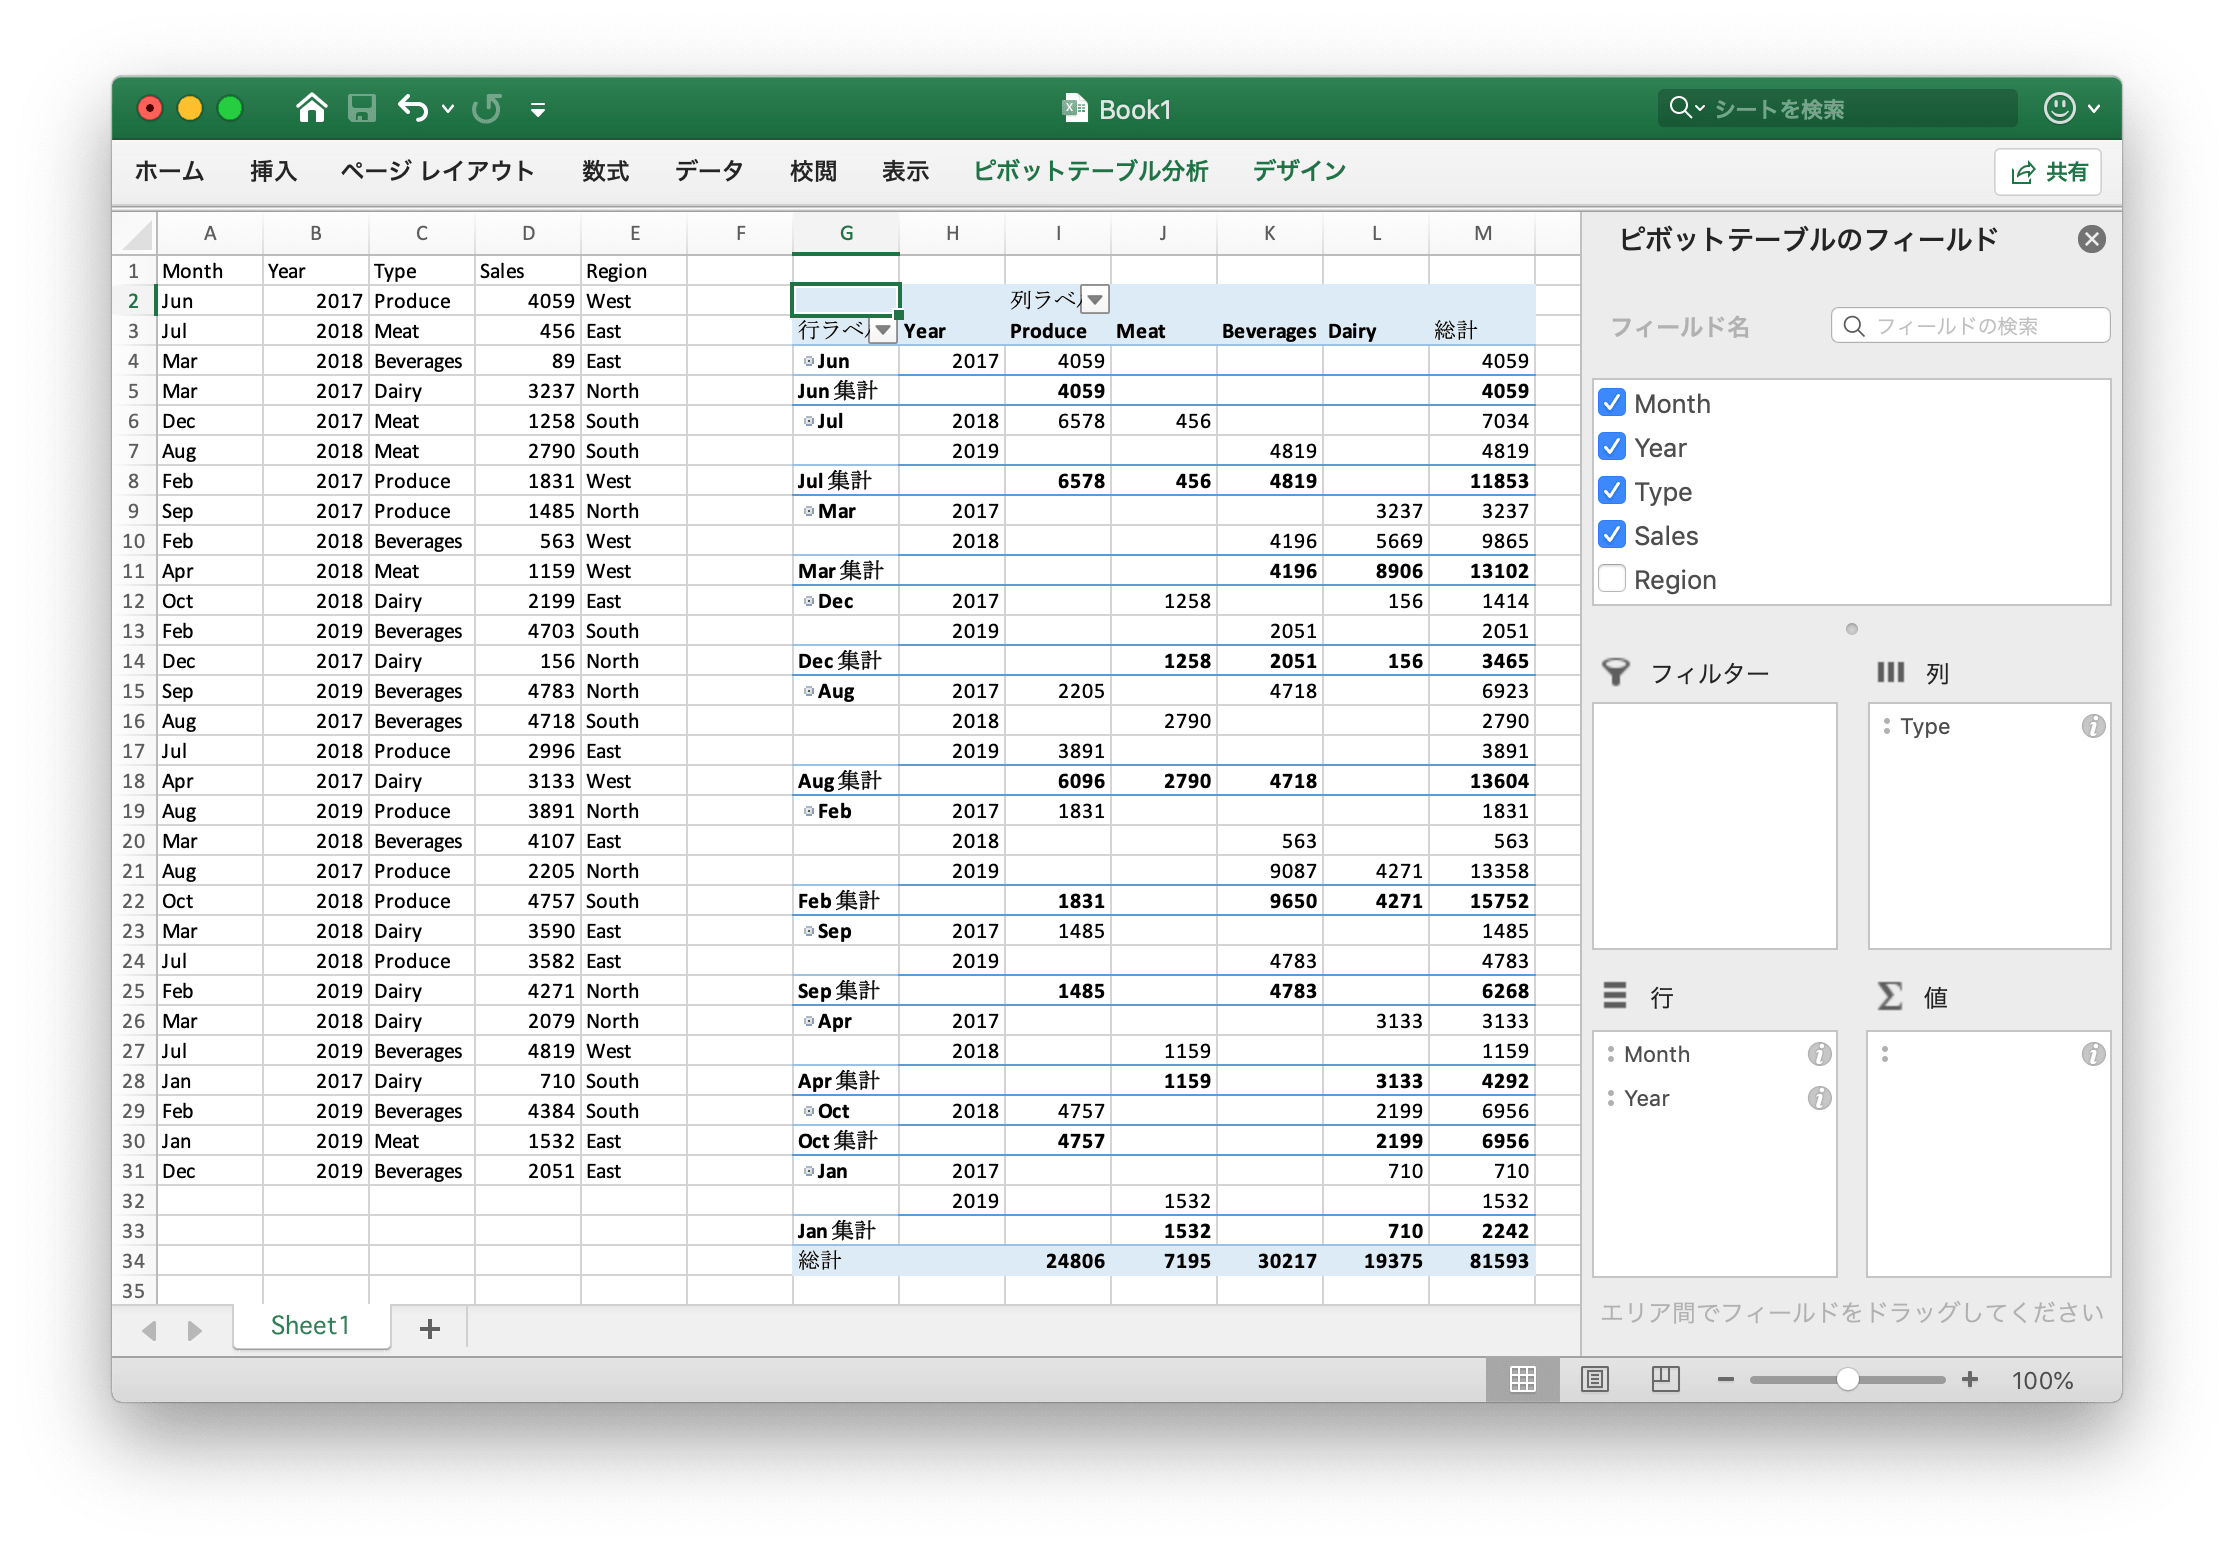 Book1
シートを検索
ホーム 挿入 ページ レイアウト 数式 データ 校閲 表示 ピボットテーブル分析 デザイン 共有
A B C D E F G H I J K L M
1 Month Year Type Sales Region
2 Jun 2017 Produce 4059 West 列ラベ
3 Jul 2018 Meat 456 East 行ラベ Year Produce Meat Beverages Dairy 総計
4 Mar 2018 Beverages 89 East Jun 2017 4059 4059
5 Mar 2017 Dairy 3237 North Jun 集計 4059 4059
6 Dec 2017 Meat 1258 South Jul 2018 6578 456 7034
7 Aug 2018 Meat 2790 South 2019 4819 4819
8 Feb 2017 Produce 1831 West Jul 集計 6578 456 4819 11853
9 Sep 2017 Produce 1485 North Mar 2017 3237 3237
10 Feb 2018 Beverages 563 West 2018 4196 5669 9865
11 Apr 2018 Meat 1159 West Mar 集計 4196 8906 13102
12 Oct 2018 Dairy 2199 East Dec 2017 1258 156 1414
13 Feb 2019 Beverages 4703 South 2019 2051 2051
14 Dec 2017 Dairy 156 North Dec 集計 1258 2051 156 3465
15 Sep 2019 Beverages 4783 North Aug 2017 2205 4718 6923
16 Aug 2017 Beverages 4718 South 2018 2790 2790
17 Jul 2018 Produce 2996 East 2019 3891 3891
18 Apr 2017 Dairy 3133 West Aug 集計 6096 2790 4718 13604
19 Aug 2019 Produce 3891 North Feb 2017 1831 1831
20 Mar 2018 Beverages 4107 East 2018 563 563
21 Aug 2017 Produce 2205 North 2019 9087 4271 13358
22 Oct 2018 Produce 4757 South Feb 集計 1831 9650 4271 15752
23 Mar 2018 Dairy 3590 East Sep 2017 1485 1485
24 Jul 2018 Produce 3582 East 2019 4783 4783
25 Feb 2019 Dairy 4271 North Sep 集計 1485 4783 6268
26 Mar 2018 Dairy 2079 North Apr 2017 3133 3133
27 Jul 2019 Beverages 4819 West 2018 1159 1159
28 Jan 2017 Dairy 710 South Apr 集計 1159 3133 4292
29 Feb 2019 Beverages 4384 South Oct 2018 4757 2199 6956
30 Jan 2019 Meat 1532 East Oct 集計 4757 2199 6956
31 Dec 2019 Beverages 2051 East Jan 2017 710 710
32 2019 1532 1532
33 Jan 集計 1532 710 2242
34 総計 24806 7195 30217 19375 81593
35
Sheet1
ピボットテーブルのフィールド
フィールド名 フィールドの検索
Month
Year
Type
Sales
Region
フィルター 列
Type
行 値
Month
Year
エリア間でフィールドをドラッグしてください
100%